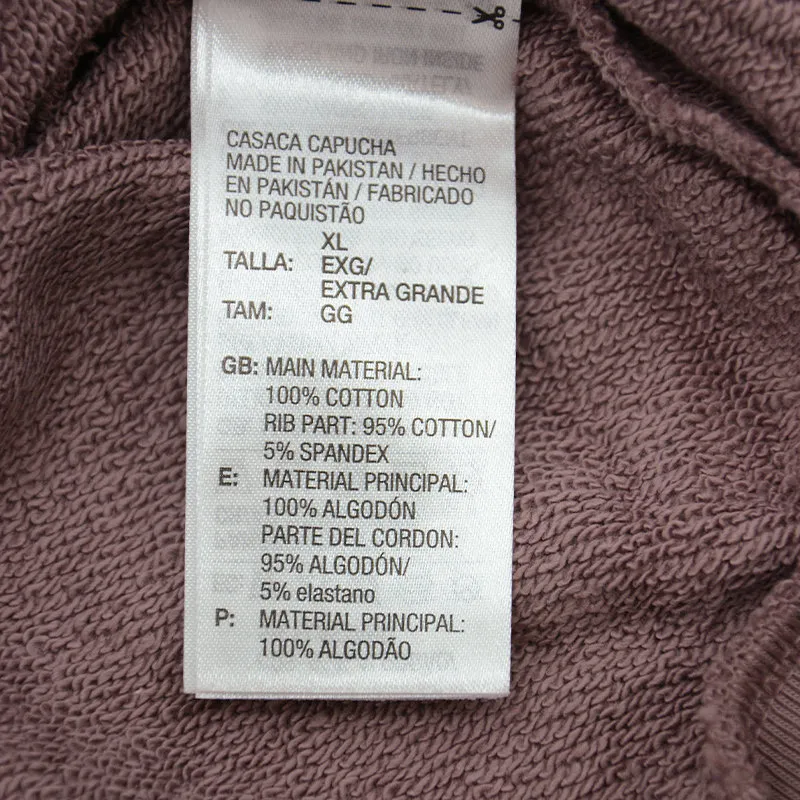 CASACA CAPUCHA
MADE IN PAKISTAN / HECHO
EN PAKISTÁN / FABRICADO
NO PAQUISTÃO
XL
TALLA: EXG/
EXTRA GRANDE
TAM: GG
GB: MAIN MATERIAL:
100% COTTON
RIB PART: 95% COTTON/
5% SPANDEX
E: MATERIAL PRINCIPAL:
100% ALGODÓN
PARTE DEL CORDON:
95% ALGODÓN/
5% elastano
P: MATERIAL PRINCIPAL:
100% ALGODÃO